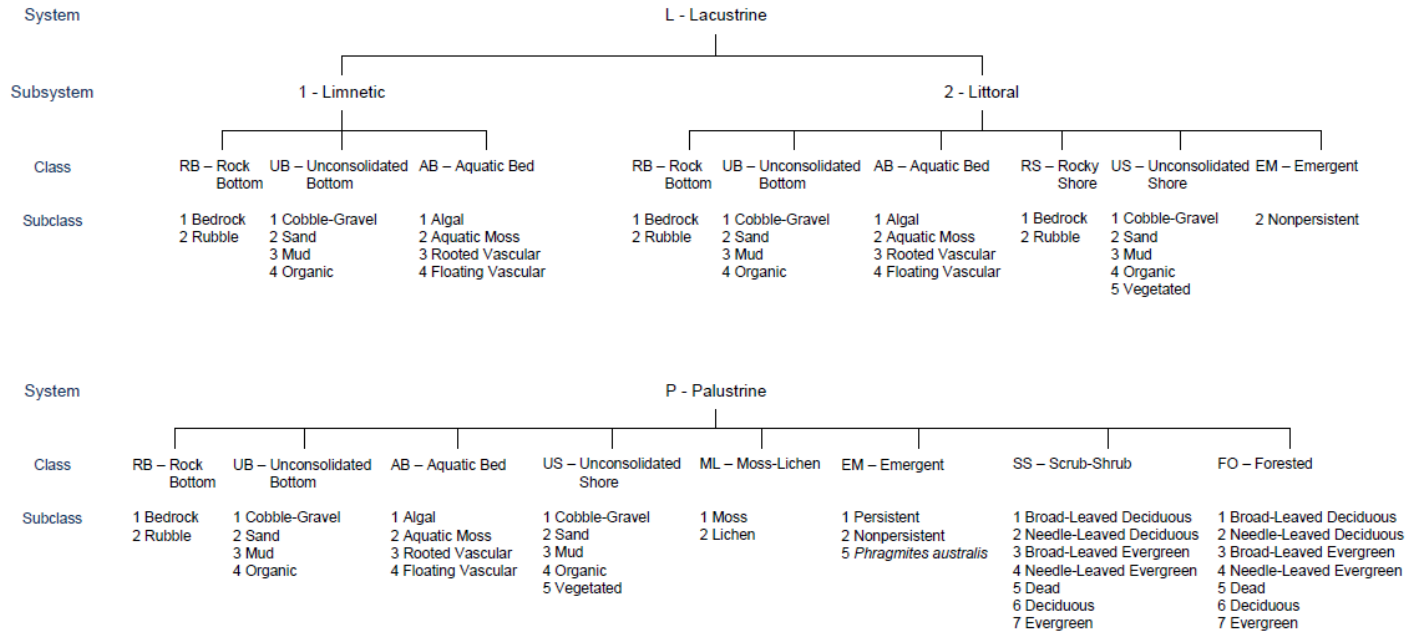 System L - Lacustrine
Subsystem 1 - Limnetic 2 - Littoral
Class RB – Rock Bottom UB – Unconsolidated Bottom AB – Aquatic Bed RB – Rock Bottom UB – Unconsolidated Bottom AB – Aquatic Bed RS – Rocky Shore US – Unconsolidated Shore EM – Emergent
Subclass 1 Bedrock 1 Cobble-Gravel 1 Algal 1 Bedrock 1 Cobble-Gravel 1 Algal 1 Bedrock 1 Cobble-Gravel 2 Nonpersistent
2 Rubble 2 Sand 2 Aquatic Moss 2 Rubble 2 Sand 2 Aquatic Moss 2 Rubble 2 Sand
3 Mud 3 Rooted Vascular 3 Mud 3 Rooted Vascular 3 Mud
4 Organic 4 Floating Vascular 4 Organic 4 Floating Vascular 4 Organic
5 Vegetated
System P - Palustrine
Class RB – Rock Bottom UB – Unconsolidated Bottom AB – Aquatic Bed US – Unconsolidated Shore ML – Moss-Lichen EM – Emergent SS – Scrub-Shrub FO – Forested
Subclass 1 Bedrock 1 Cobble-Gravel 1 Algal 1 Cobble-Gravel 1 Moss 1 Persistent 1 Broad-Leaved Deciduous 1 Broad-Leaved Deciduous
2 Rubble 2 Sand 2 Aquatic Moss 2 Sand 2 Lichen 2 Nonpersistent 2 Needle-Leaved Deciduous 2 Needle-Leaved Deciduous
3 Mud 3 Rooted Vascular 3 Mud 5 Phragmites australis 3 Broad-Leaved Evergreen 3 Broad-Leaved Evergreen
4 Organic 4 Floating Vascular 4 Organic 4 Needle-Leaved Evergreen 4 Needle-Leaved Evergreen
5 Vegetated 5 Dead 5 Dead
6 Deciduous 6 Deciduous
7 Evergreen 7 Evergreen